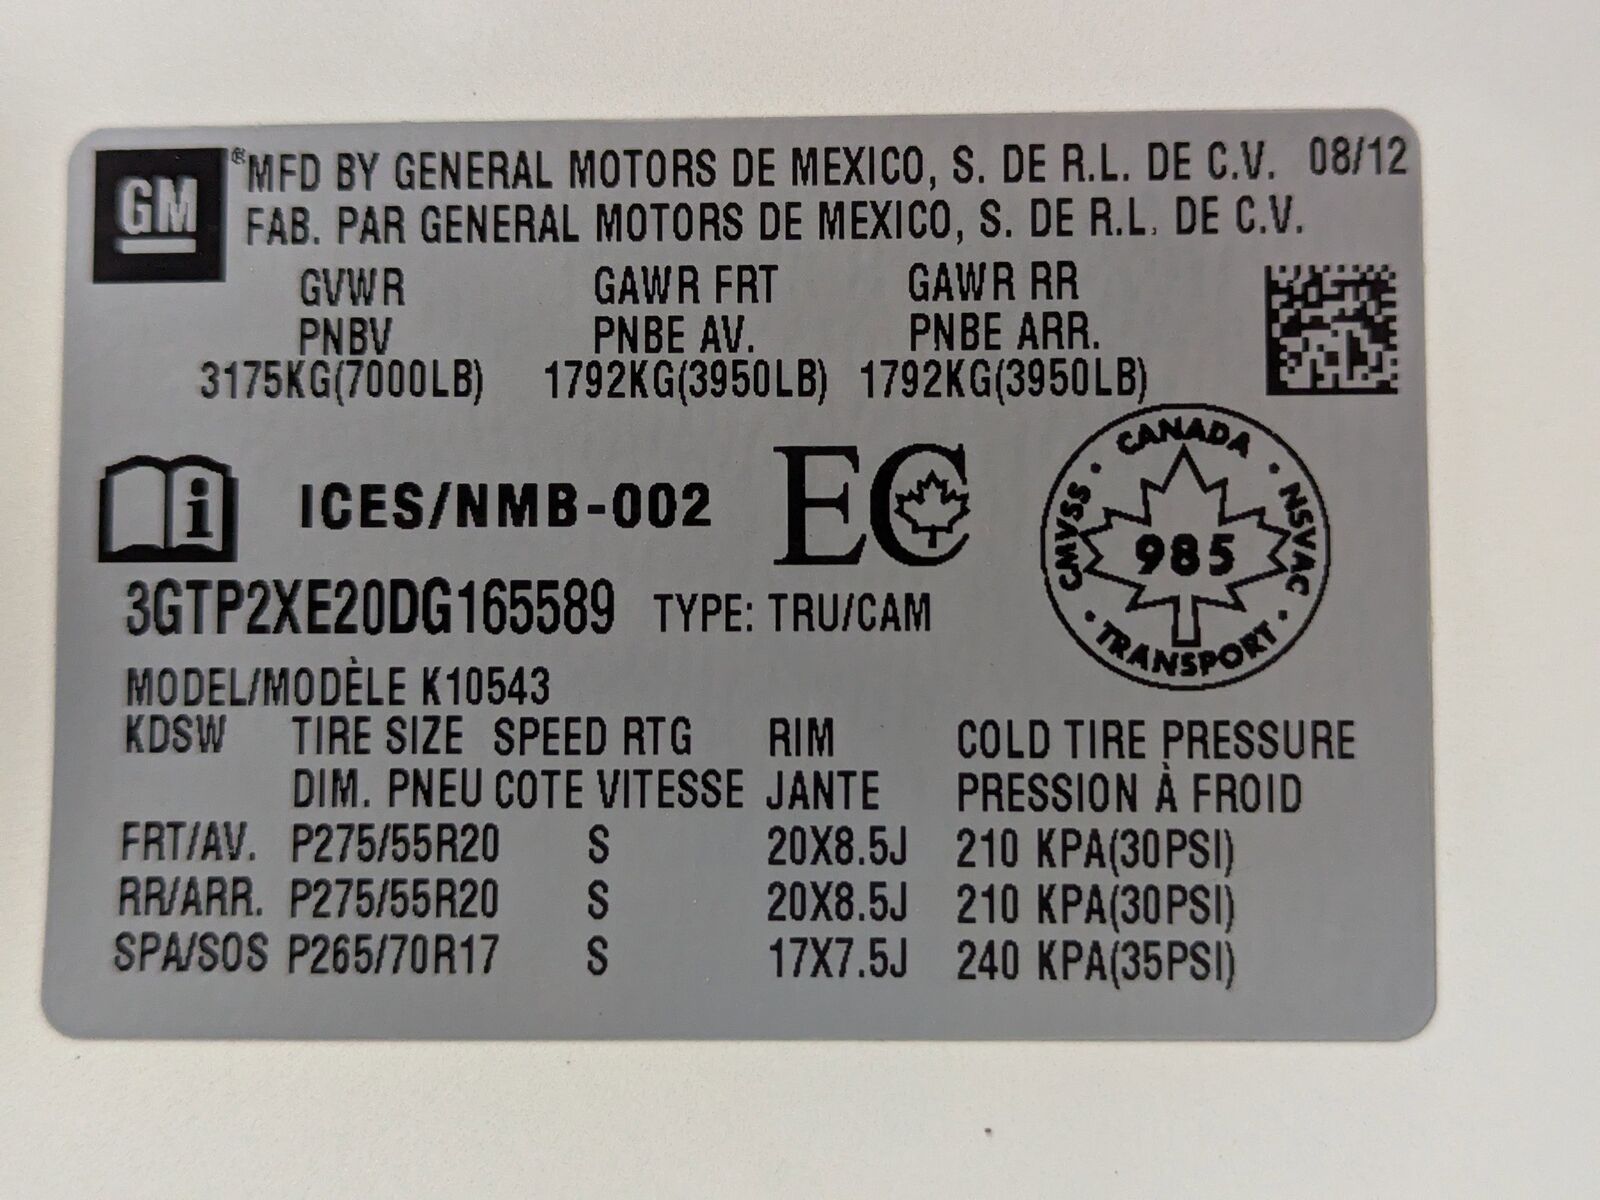 GM
®MFD BY GENERAL MOTORS DE MEXICO, S. DE R.L. DE C.V. 08/12
FAB. PAR GENERAL MOTORS DE MEXICO, S. DE R.L. DE C.V.
GVWR GAWR FRT GAWR RR
PNBV PNBE AV. PNBE ARR.
3175KG(7000LB) 1792KG(3950LB) 1792KG(3950LB)
i ICES/NMB-002 EC
CANADA
CMVSS 985 NSVAC
TRANSPORT
3GTP2XE20DG165589 TYPE: TRU/CAM
MODEL/MODÈLE K10543
KDSW TIRE SIZE SPEED RTG RIM COLD TIRE PRESSURE
DIM. PNEU COTE VITESSE JANTE PRESSION À FROID
FRT/AV. P275/55R20 S 20X8.5J 210 KPA(30PSI)
RR/ARR. P275/55R20 S 20X8.5J 210 KPA(30PSI)
SPA/SOS P265/70R17 S 17X7.5J 240 KPA(35PSI)